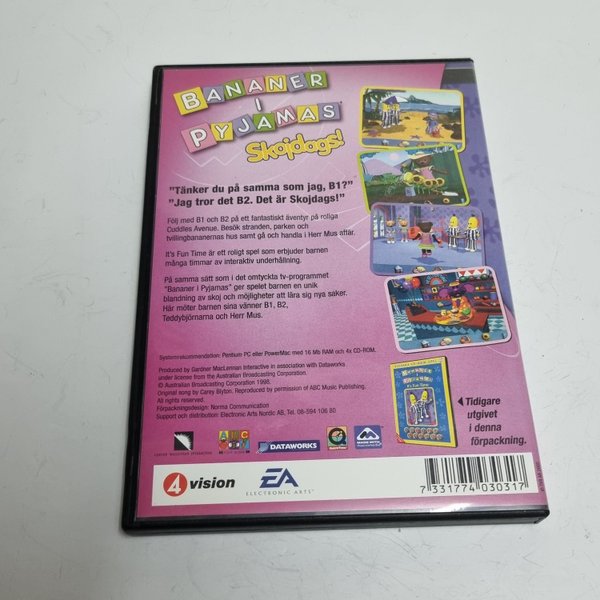 BANANER
I
PYJAMAS
Skojdags!
"Tänker du på samma som jag, B1?"
"Jag tror det B2. Det är Skojdags!"
Följ med B1 och B2 på ett fantastiskt äventyr på roliga
Cuddles Avenue. Besök stranden, parken och
tvillingbananernas hus samt gå och handla i Herr Mus affär.
It's Fun Time är ett roligt spel som erbjuder barnen
många timmar av interaktiv underhållning.
På samma sätt som i det omtyckta tv-programmet
"Bananer i Pyjamas" ger spelet barnen en unik
blandning av skoj och möjligheter att lära sig nya saker.
Här möter barnen sina vänner B1, B2,
Teddybjörnarna och Herr Mus.
Systemrekommendation: Pentium PC eller PowerMac med 16 Mb RAM och 4x CD-ROM.
Produced by Gardner MacLennan Interactive in association with Dataworks
under license from the Australian Broadcasting Corporation.
© Australian Broadcasting Corporation 1998.
Original song by Carey Blyton. Reproduced by permission of ABC Music Publishing.
All rights reserved.
Förpackningsdesign: Norma Communication
Support och distribution: Electronic Arts Nordic AB, Tel. 08-594 106 80
Tidigare
utgivet
i denna
förpackning.
BANANER
PYJAMAS
ABC
DATAWORKS
MADE WITH
4 vision
EA
ELECTRONIC ARTS™
7 331774 030317